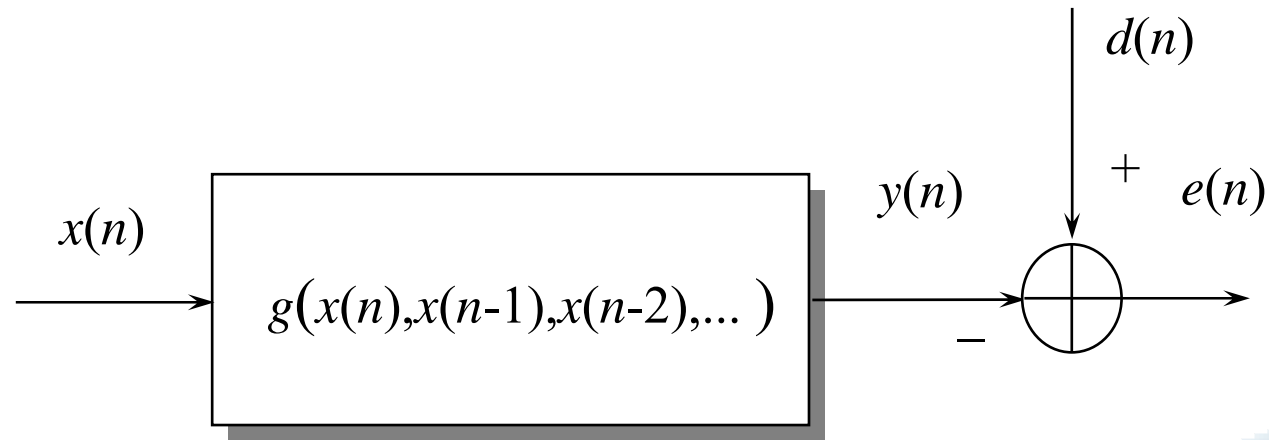 d(n)
+
e(n)
y(n)
x(n)
g(x(n),x(n-1),x(n-2),... )
−